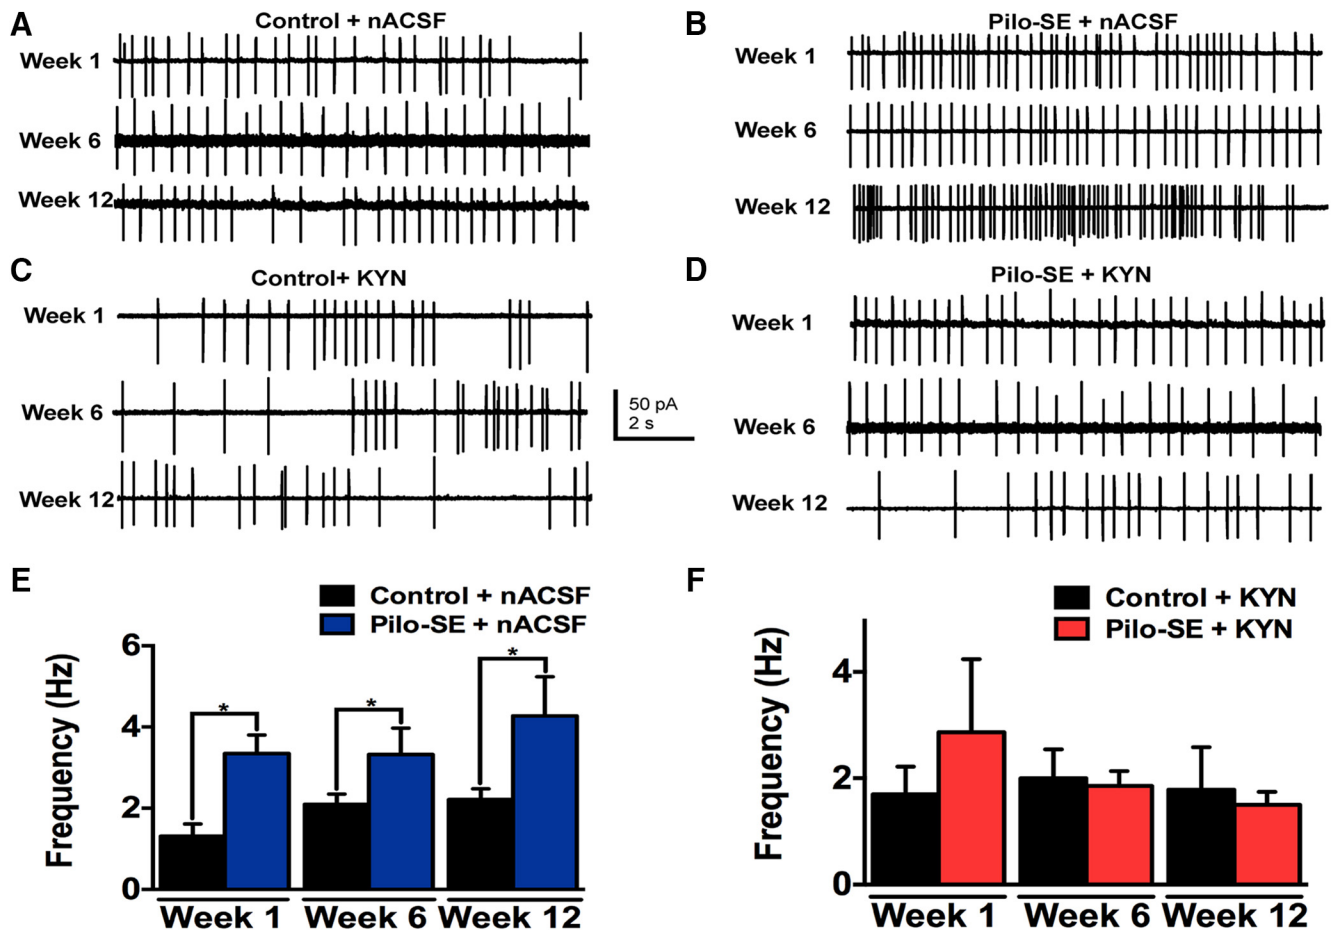 A
Control + nACSF
Week 1
Week 6
Week 12
B
Pilo-SE + nACSF
Week 1
Week 6
Week 12
C
Control+ KYN
Week 1
Week 6
Week 12
50 pA
2 s
D
Pilo-SE + KYN
Week 1
Week 6
Week 12
E
Control + nACSF
Pilo-SE + nACSF
Frequency (Hz)
6
4
2
0
*
*
*
Week 1
Week 6
Week 12
F
Control + KYN
Pilo-SE + KYN
Frequency (Hz)
4
2
0
Week 1
Week 6
Week 12